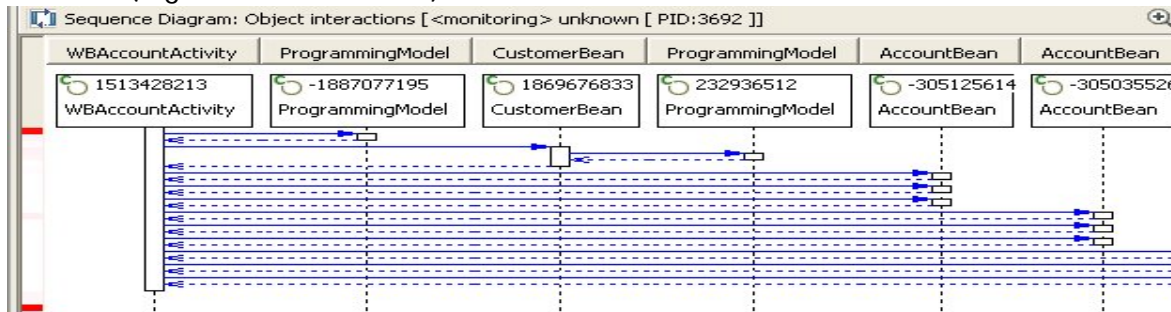 Sequence Diagram: Object interactions [<monitoring> unknown [ PID:3692 ]]
WBAccountActivity ProgrammingModel CustomerBean ProgrammingModel AccountBean AccountBean
1513428213 -1887077195 1869676833 232936512 -305125614 -305035526
WBAccountActivity ProgrammingModel CustomerBean ProgrammingModel AccountBean AccountBean